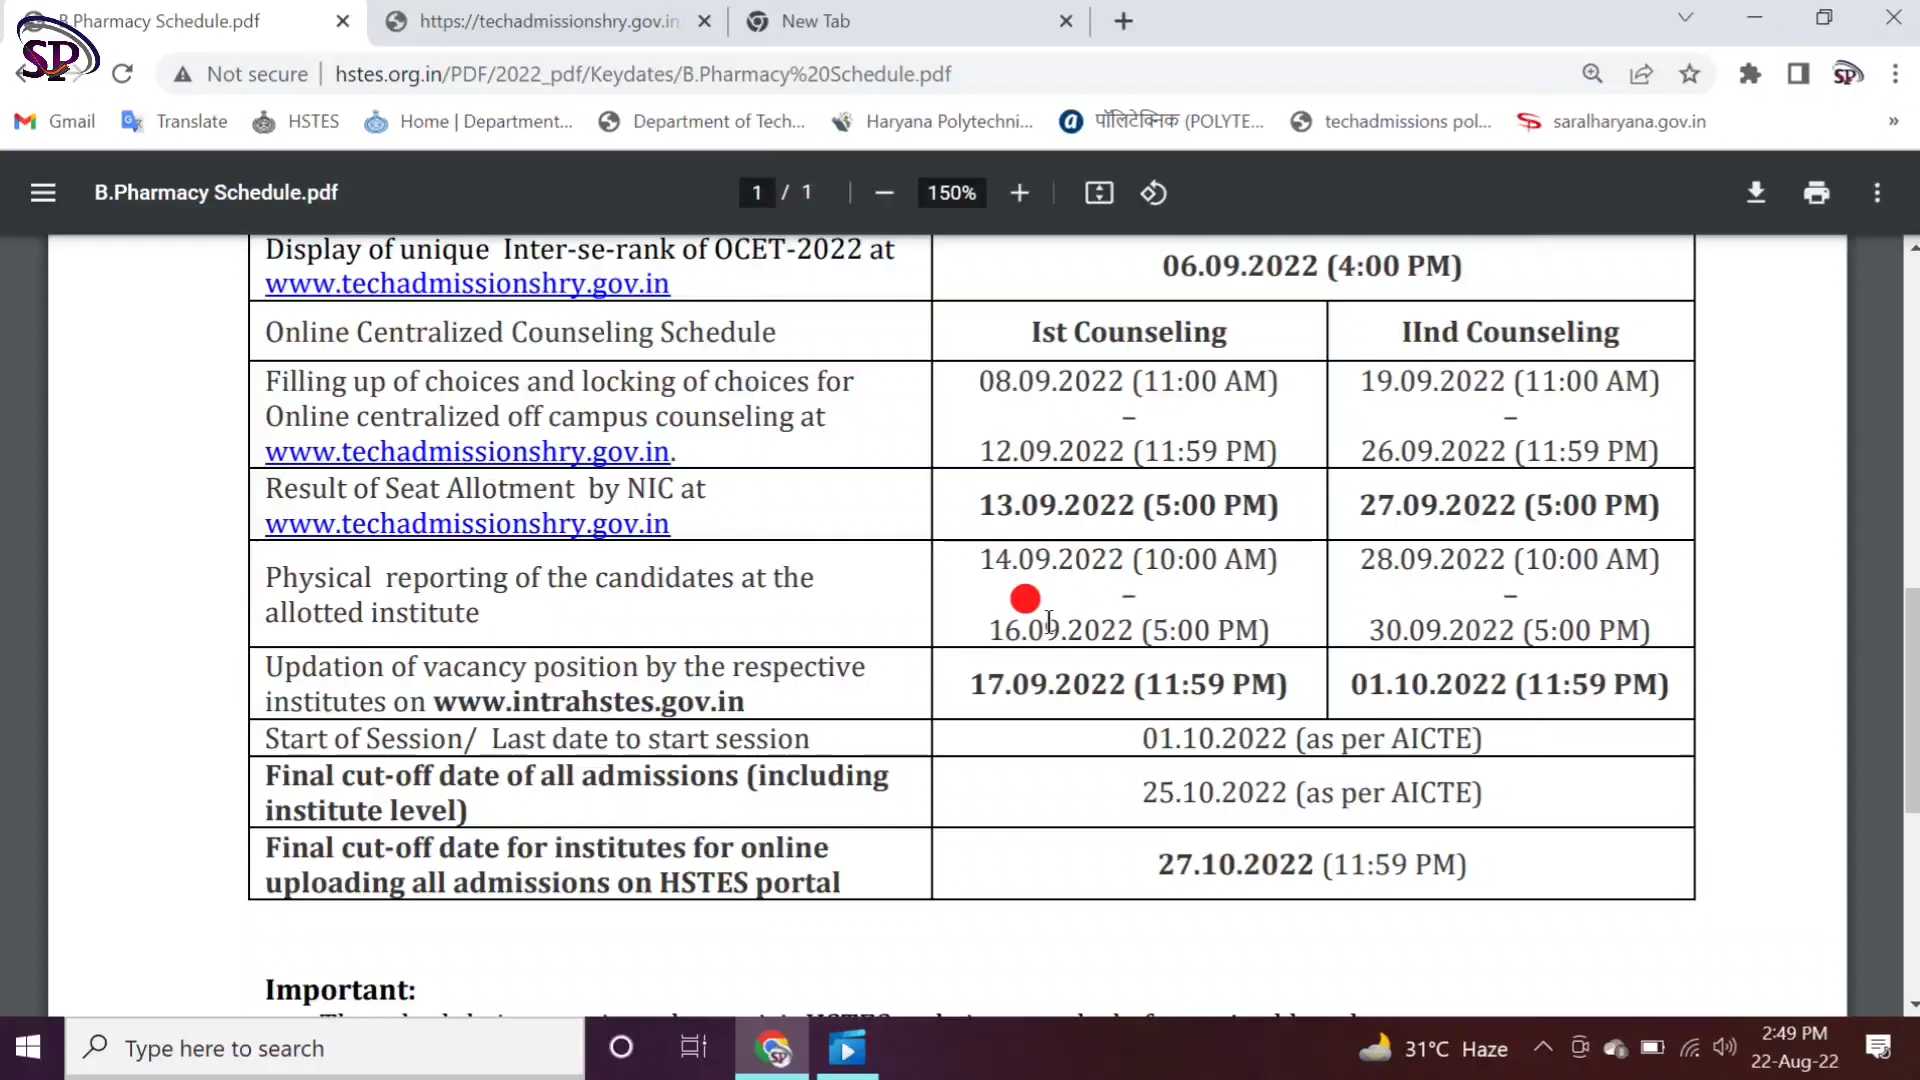 B.Pharmacy Schedule.pdf
https://techadmissionshry.gov.in
New Tab
SP
Not secure
hstes.org.in/PDF/2022_pdf/Keydates/B.Pharmacy%20Schedule.pdf
SP
Gmail
Translate
HSTES
Home | Department...
Department of Tech...
Haryana Polytechni...
पॉलिटेक्निक (POLYTE...
techadmissions pol...
saralharyana.gov.in
»
B.Pharmacy Schedule.pdf
1 / 1
150%
Display of unique Inter-se-rank of OCET-2022 at
www.techadmissionshry.gov.in
06.09.2022 (4:00 PM)
Online Centralized Counseling Schedule
Ist Counseling
IInd Counseling
Filling up of choices and locking of choices for
Online centralized off campus counseling at
www.techadmissionshry.gov.in.
08.09.2022 (11:00 AM)
–
12.09.2022 (11:59 PM)
19.09.2022 (11:00 AM)
–
26.09.2022 (11:59 PM)
Result of Seat Allotment by NIC at
www.techadmissionshry.gov.in
13.09.2022 (5:00 PM)
27.09.2022 (5:00 PM)
Physical reporting of the candidates at the
allotted institute
14.09.2022 (10:00 AM)
–
16.09.2022 (5:00 PM)
28.09.2022 (10:00 AM)
–
30.09.2022 (5:00 PM)
Updation of vacancy position by the respective
institutes on www.intrahstes.gov.in
17.09.2022 (11:59 PM)
01.10.2022 (11:59 PM)
Start of Session/ Last date to start session
01.10.2022 (as per AICTE)
Final cut-off date of all admissions (including
institute level)
25.10.2022 (as per AICTE)
Final cut-off date for institutes for online
uploading all admissions on HSTES portal
27.10.2022 (11:59 PM)
Important:
Type here to search
31°C Haze
2:49 PM
22-Aug-22